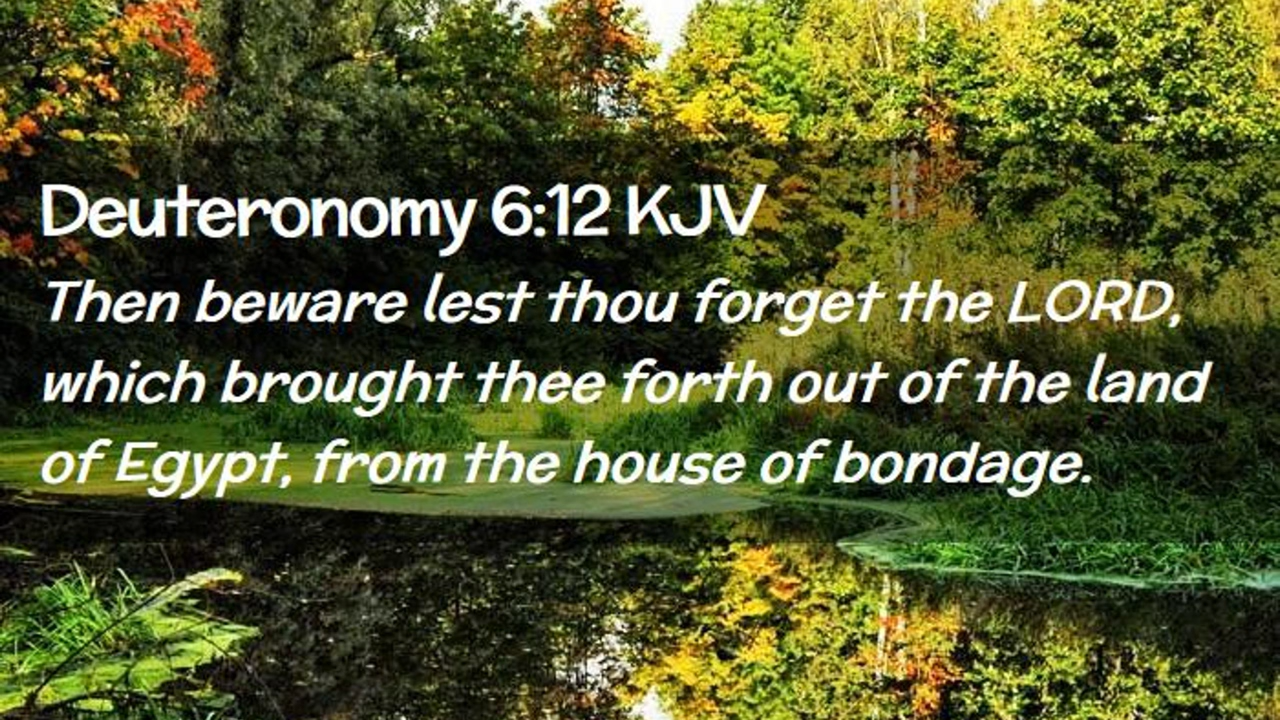 Deuteronomy 6:12 KJV
Then beware lest thou forget the LORD,
which brought thee forth out of the land
of Egypt, from the house of bondage.